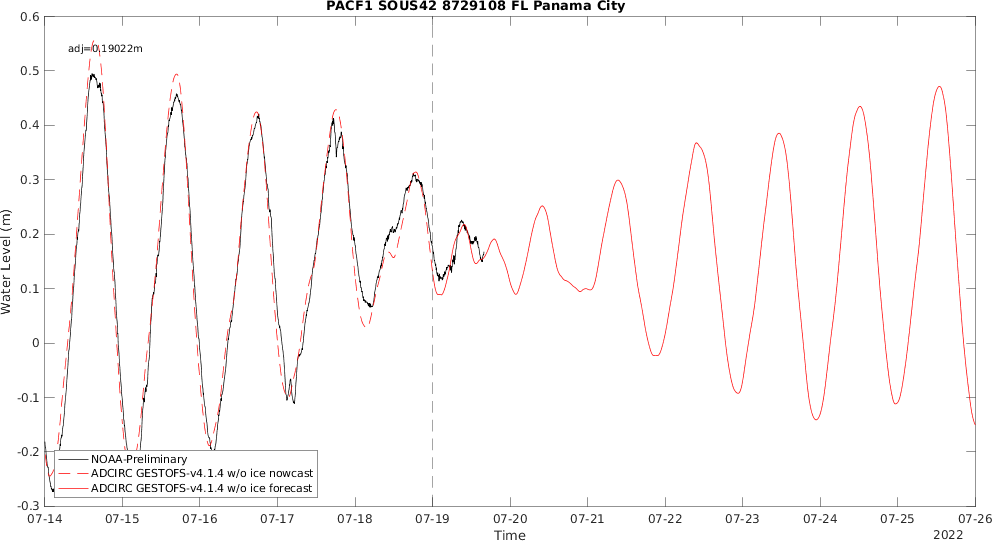 PACF1 SOUS42 8729108 FL Panama City
adj=0.19022m
Water Level (m)
0.6
0.5
0.4
0.3
0.2
0.1
0
-0.1
-0.2
-0.3
NOAA-Preliminary
ADCIRC GESTOFS-v4.1.4 w/o ice nowcast
ADCIRC GESTOFS-v4.1.4 w/o ice forecast
07-14 07-15 07-16 07-17 07-18 07-19 07-20 07-21 07-22 07-23 07-24 07-25 07-26
Time
2022